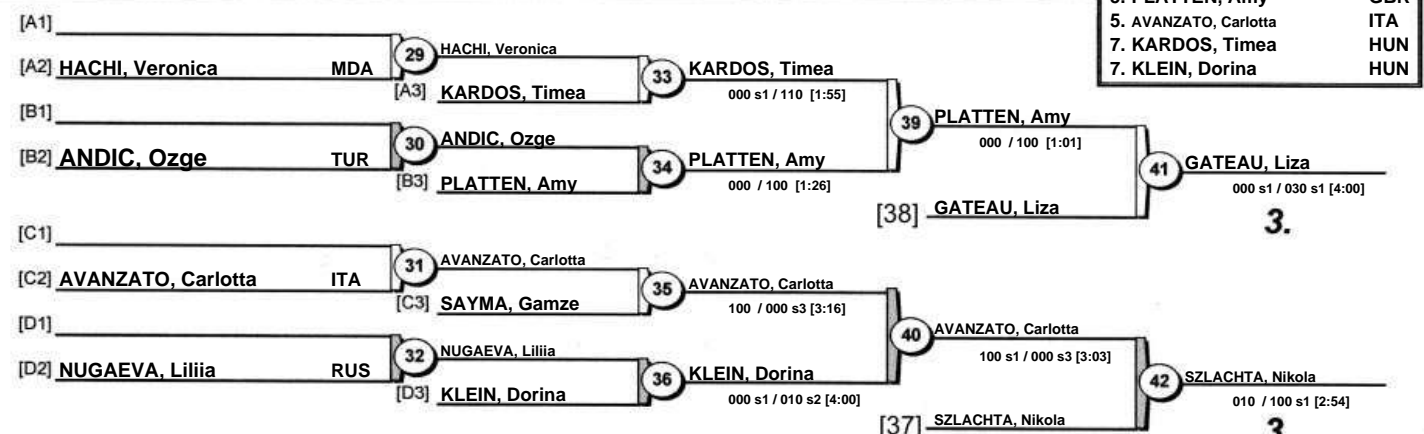 5. PLATTEN, Amy GBR
5. AVANZATO, Carlotta ITA
7. KARDOS, Timea HUN
7. KLEIN, Dorina HUN
[A1]
[A2] HACHI, Veronica MDA
29
HACHI, Veronica
[A3] KARDOS, Timea
33
KARDOS, Timea
000 s1 / 110 [1:55]
[B1]
[B2] ANDIC, Ozge TUR
30
ANDIC, Ozge
[B3] PLATTEN, Amy
34
PLATTEN, Amy
000 / 100 [1:26]
39
PLATTEN, Amy
000 / 100 [1:01]
[38] GATEAU, Liza
41
GATEAU, Liza
000 s1 / 030 s1 [4:00]
3.
[C1]
[C2] AVANZATO, Carlotta ITA
31
AVANZATO, Carlotta
[C3] SAYMA, Gamze
35
AVANZATO, Carlotta
100 / 000 s3 [3:16]
[D1]
[D2] NUGAEVA, Liliia RUS
32
NUGAEVA, Liliia
[D3] KLEIN, Dorina
36
KLEIN, Dorina
000 s1 / 010 s2 [4:00]
40
AVANZATO, Carlotta
100 s1 / 000 s3 [3:03]
[37] SZLACHTA, Nikola
42
SZLACHTA, Nikola
010 / 100 s1 [2:54]
3